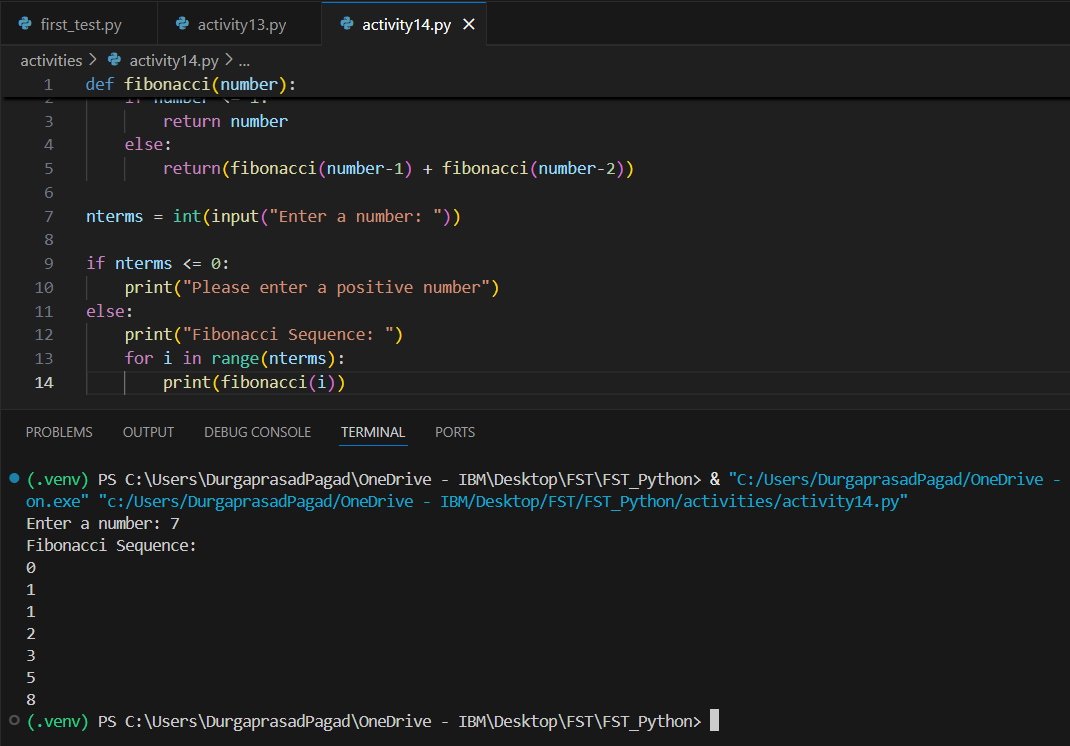 first_test.py activity13.py activity14.py
activities > activity14.py > ...
1 def fibonacci(number):
2 if number <= 1:
3 return number
4 else:
5 return(fibonacci(number-1) + fibonacci(number-2))
6
7 nterms = int(input("Enter a number: "))
8
9 if nterms <= 0:
10 print("Please enter a positive number")
11 else:
12 print("Fibonacci Sequence: ")
13 for i in range(nterms):
14 print(fibonacci(i))
PROBLEMS OUTPUT DEBUG CONSOLE TERMINAL PORTS
(.venv) PS C:\Users\DurgaprasadPagad\OneDrive - IBM\Desktop\FST\FST_Python> & "C:/Users/DurgaprasadPagad/OneDrive -
on.exe" "c:/Users/DurgaprasadPagad/OneDrive - IBM/Desktop/FST/FST_Python/activities/activity14.py"
Enter a number: 7
Fibonacci Sequence:
0
1
1
2
3
5
8
(.venv) PS C:\Users\DurgaprasadPagad\OneDrive - IBM\Desktop\FST\FST_Python>